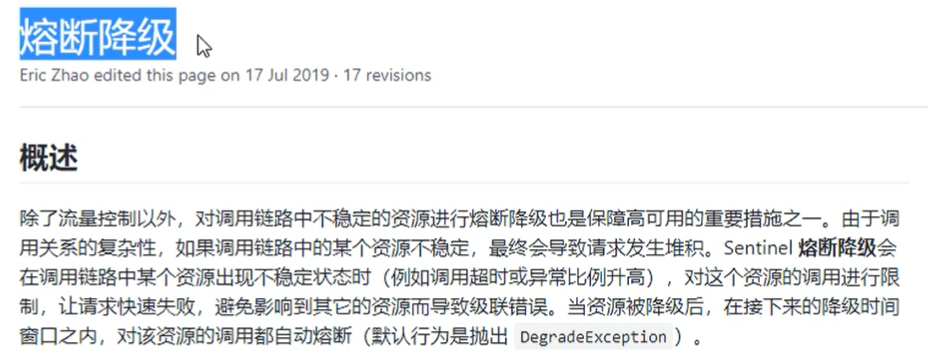 熔断降级
Eric Zhao edited this page on 17 Jul 2019 · 17 revisions
概述
除了流量控制以外，对调用链路中不稳定的资源进行熔断降级也是保障高可用的重要措施之一。由于调
用关系的复杂性，如果调用链路中的某个资源不稳定，最终会导致请求发生堆积。Sentinel 熔断降级会
在调用链路中某个资源出现不稳定状态时（例如调用超时或异常比例升高），对这个资源的调用进行限
制，让请求快速失败，避免影响到其它的资源而导致级联错误。当资源被降级后，在接下来的降级时间
窗口之内，对该资源的调用都自动熔断（默认行为是抛出 DegradeException）。